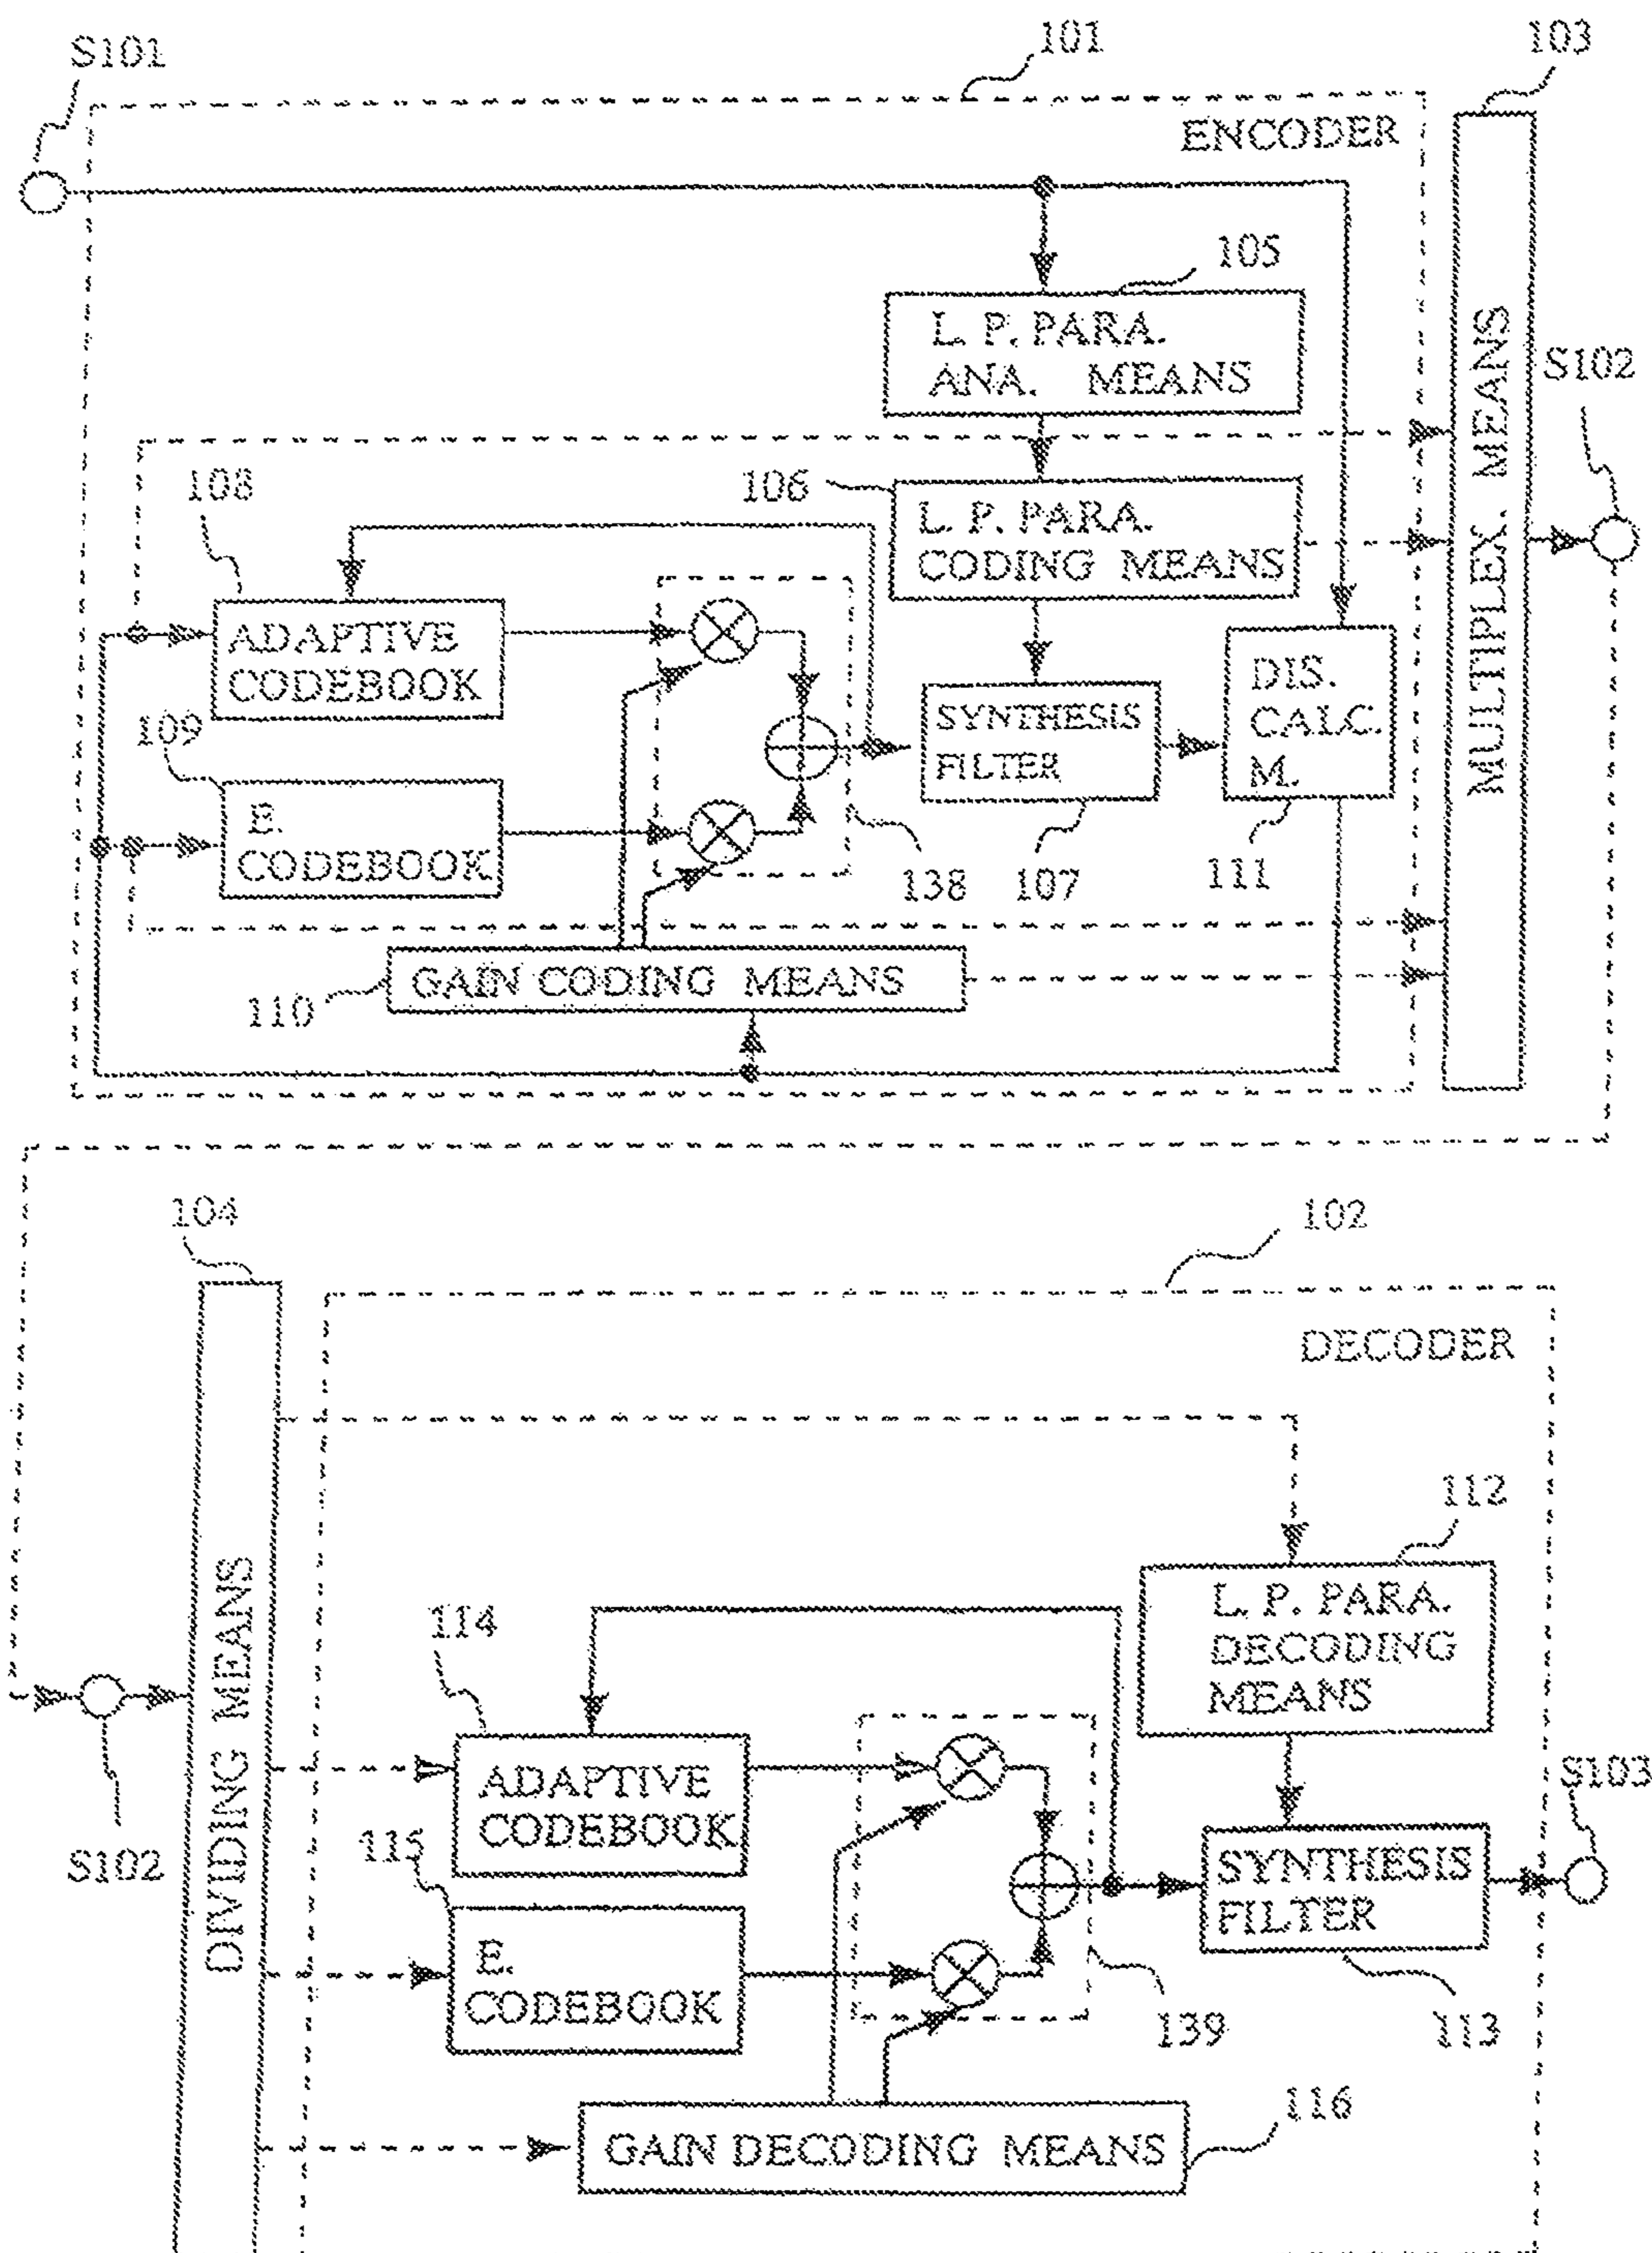 S101
101
103
ENCODER
105
L. P. PARA.
ANA. MEANS
MULTIPLEX. MEANS
S102
108
106
L. P. PARA.
CODING MEANS
ADAPTIVE
CODEBOOK
DIS.
CALC.
M.
SYNTHESIS
FILTER
109
E.
CODEBOOK
138
107
111
GAIN CODING MEANS
110
104
102
DECODER
112
L. P. PARA.
DECODING
MEANS
DIVIDING MEANS
114
ADAPTIVE
CODEBOOK
S103
115
S102
SYNTHESIS
FILTER
E.
CODEBOOK
139
113
116
GAIN DECODING MEANS